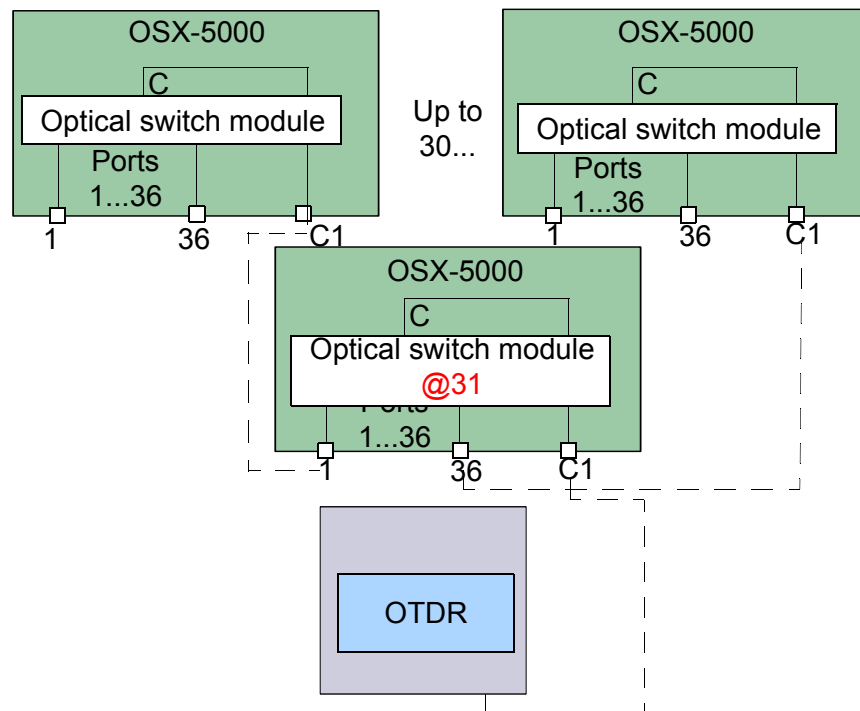 OSX-5000
C
Optical switch module
Ports
1...36
1
36
C1
Up to
30...
OSX-5000
C
Optical switch module
Ports
1...36
1
36
C1
OSX-5000
C
Optical switch module
@31
Ports
1...36
1
36
C1
OTDR